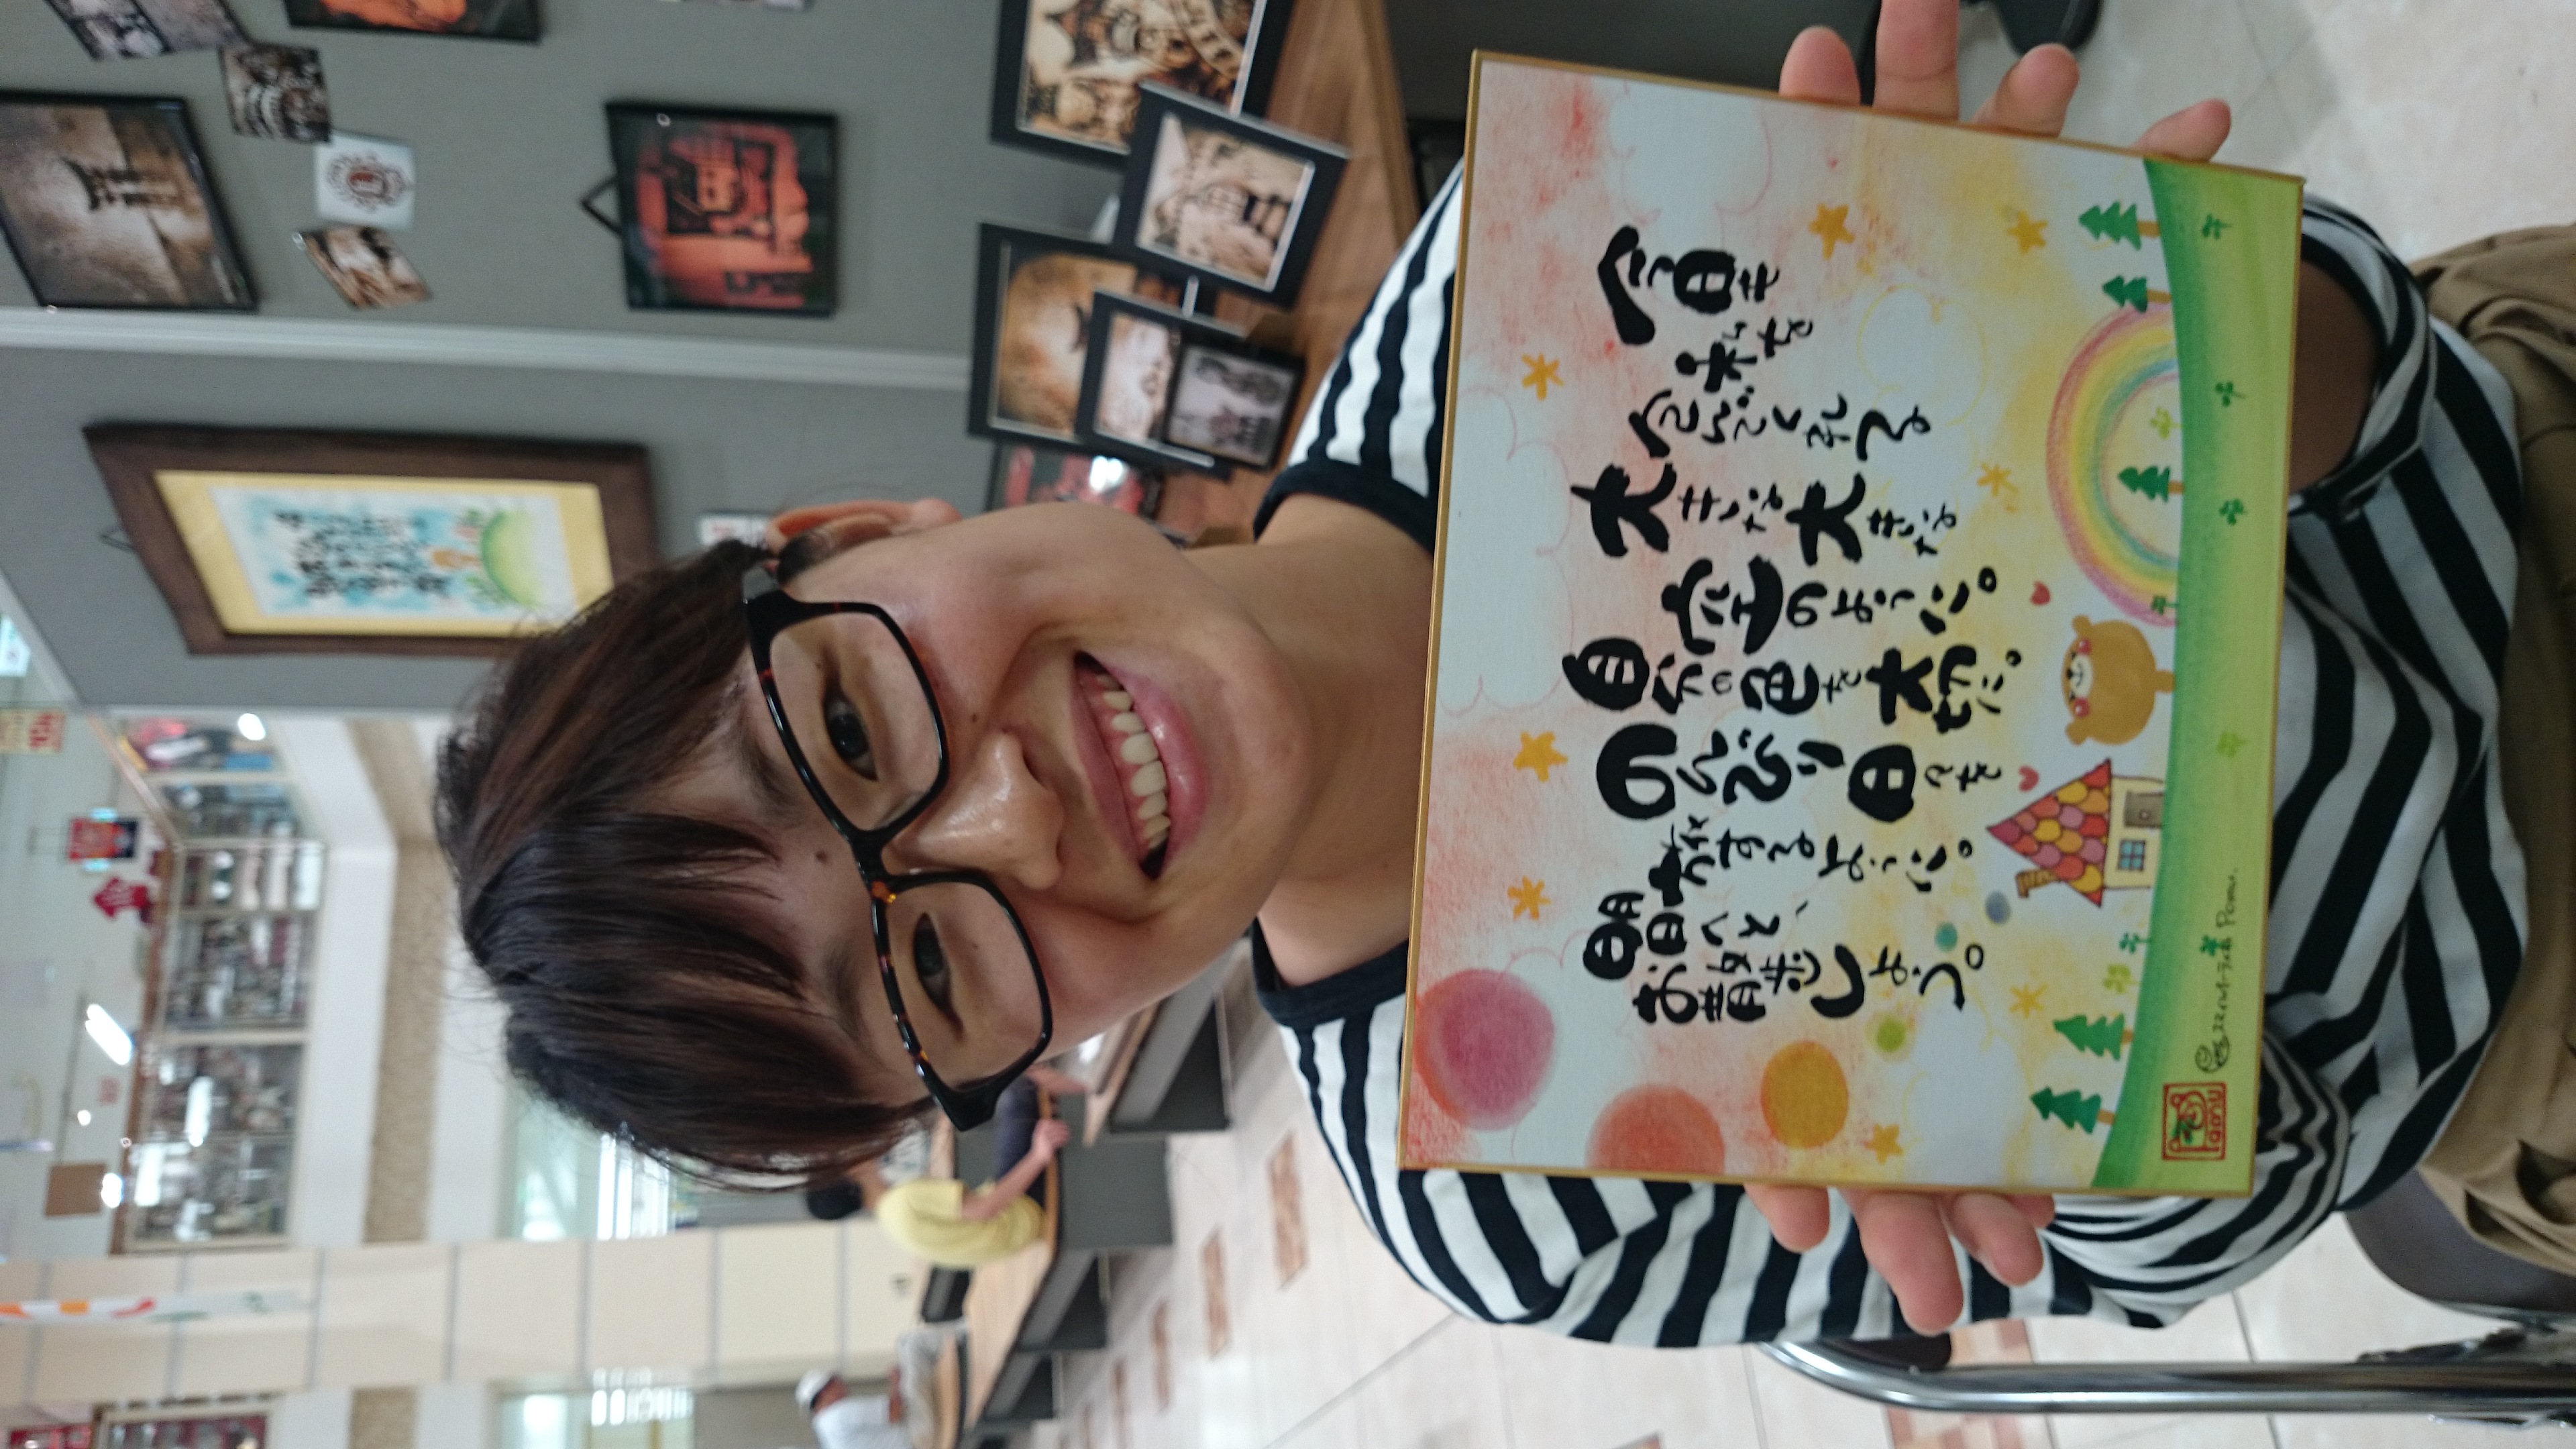 今日も
私を
包んでくれる
大きな大きな
空のように。
自分の色を大切に。
のんびり日々を
旅するように。
明日へと、
お散歩しよう。
Pamu
スマイルアーティスト Pamu.